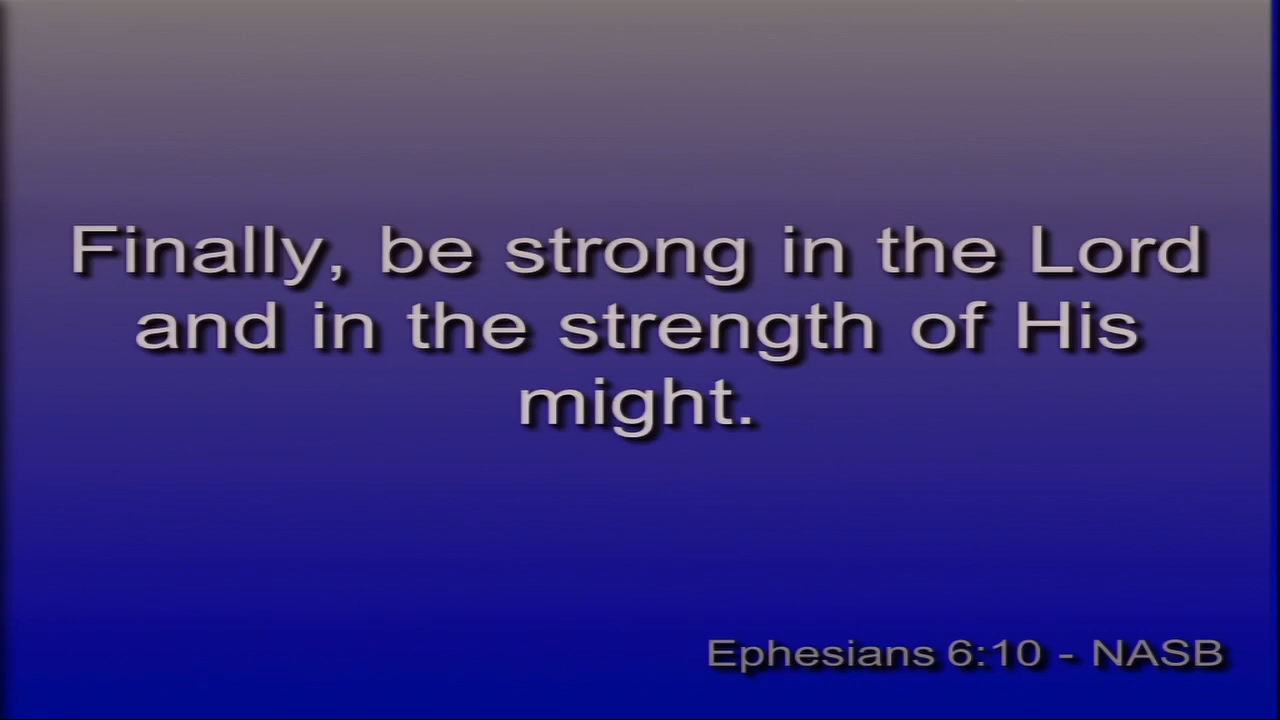 Finally, be strong in the Lord
and in the strength of His
might.
Ephesians 6:10 - NASB